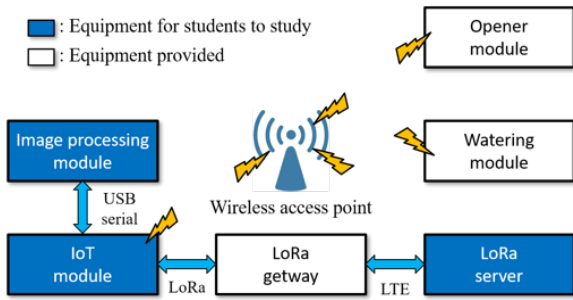 : Equipment for students to study
: Equipment provided
Opener
module
Image processing
module
Watering
module
USB
serial
Wireless access point
IoT
module
LoRa
LoRa
getway
LTE
LoRa
server